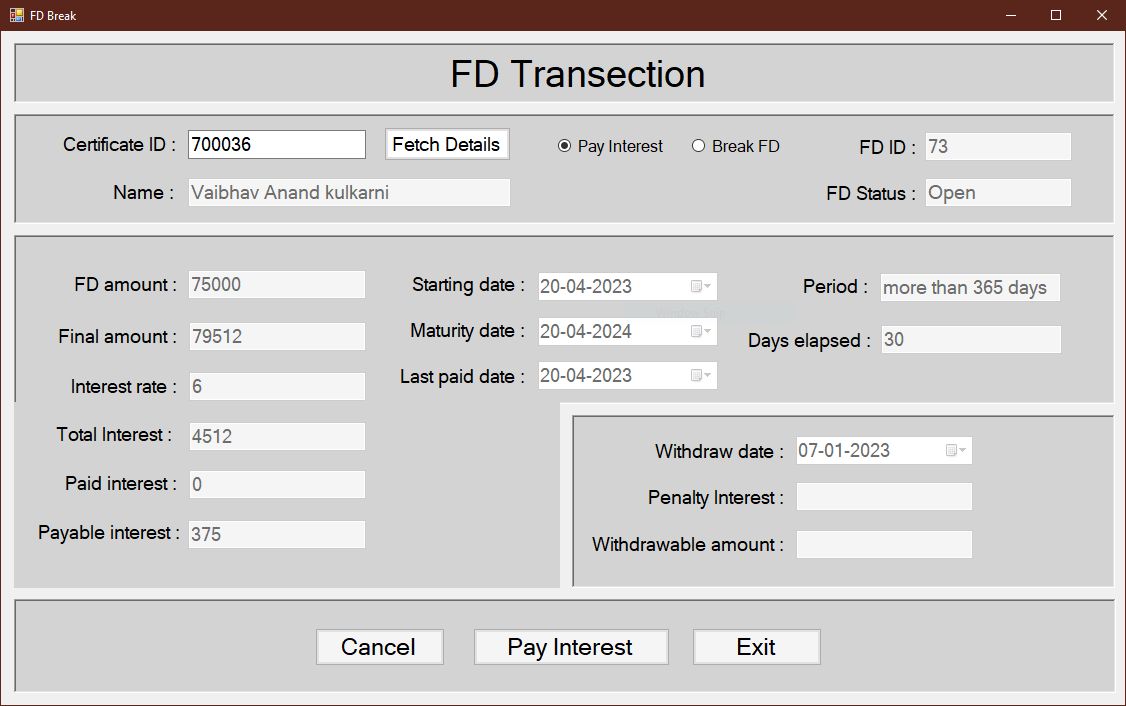 FD Break
FD Transection
Certificate ID : 700036 Fetch Details Pay Interest Break FD FD ID : 73
Name : Vaibhav Anand kulkarni FD Status : Open
FD amount : 75000 Starting date : 20-04-2023 Period : more than 365 days
Final amount : 79512 Maturity date : 20-04-2024 Days elapsed : 30
Interest rate : 6 Last paid date : 20-04-2023
Total Interest : 4512 Withdraw date : 07-01-2023
Paid interest : 0 Penalty Interest :
Payable interest : 375 Withdrawable amount :
Cancel Pay Interest Exit